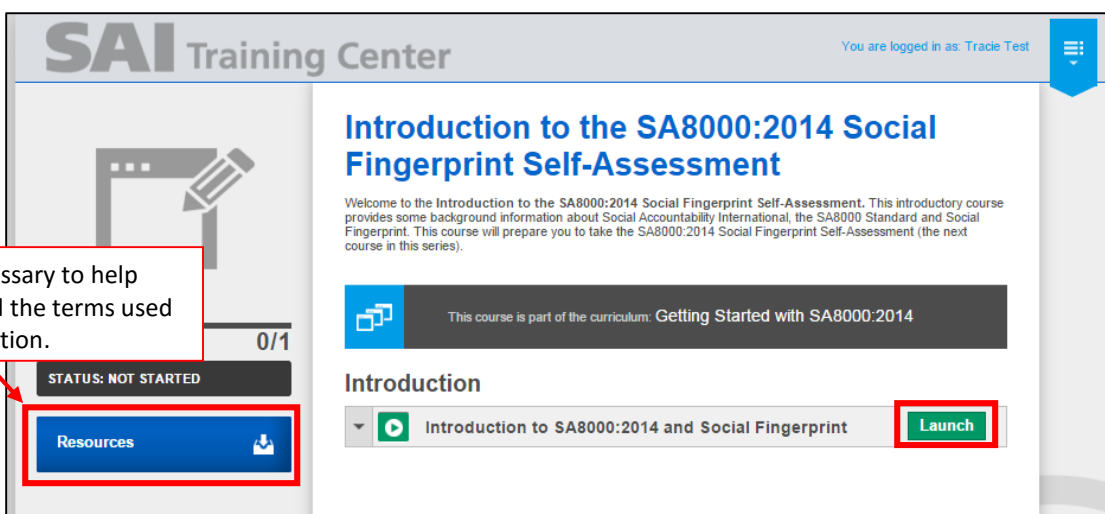 SAI Training Center
You are logged in as: Tracie Test
Introduction to the SA8000:2014 Social
Fingerprint Self-Assessment
Welcome to the Introduction to the SA8000:2014 Social Fingerprint Self-Assessment. This introductory course
provides some background information about Social Accountability International, the SA8000 Standard and Social
Fingerprint. This course will prepare you to take the SA8000:2014 Social Fingerprint Self-Assessment (the next
course in this series).
ssary to help
the terms used
tion.
0/1
STATUS: NOT STARTED
Resources
This course is part of the curriculum: Getting Started with SA8000:2014
Introduction
Introduction to SA8000:2014 and Social Fingerprint
Launch